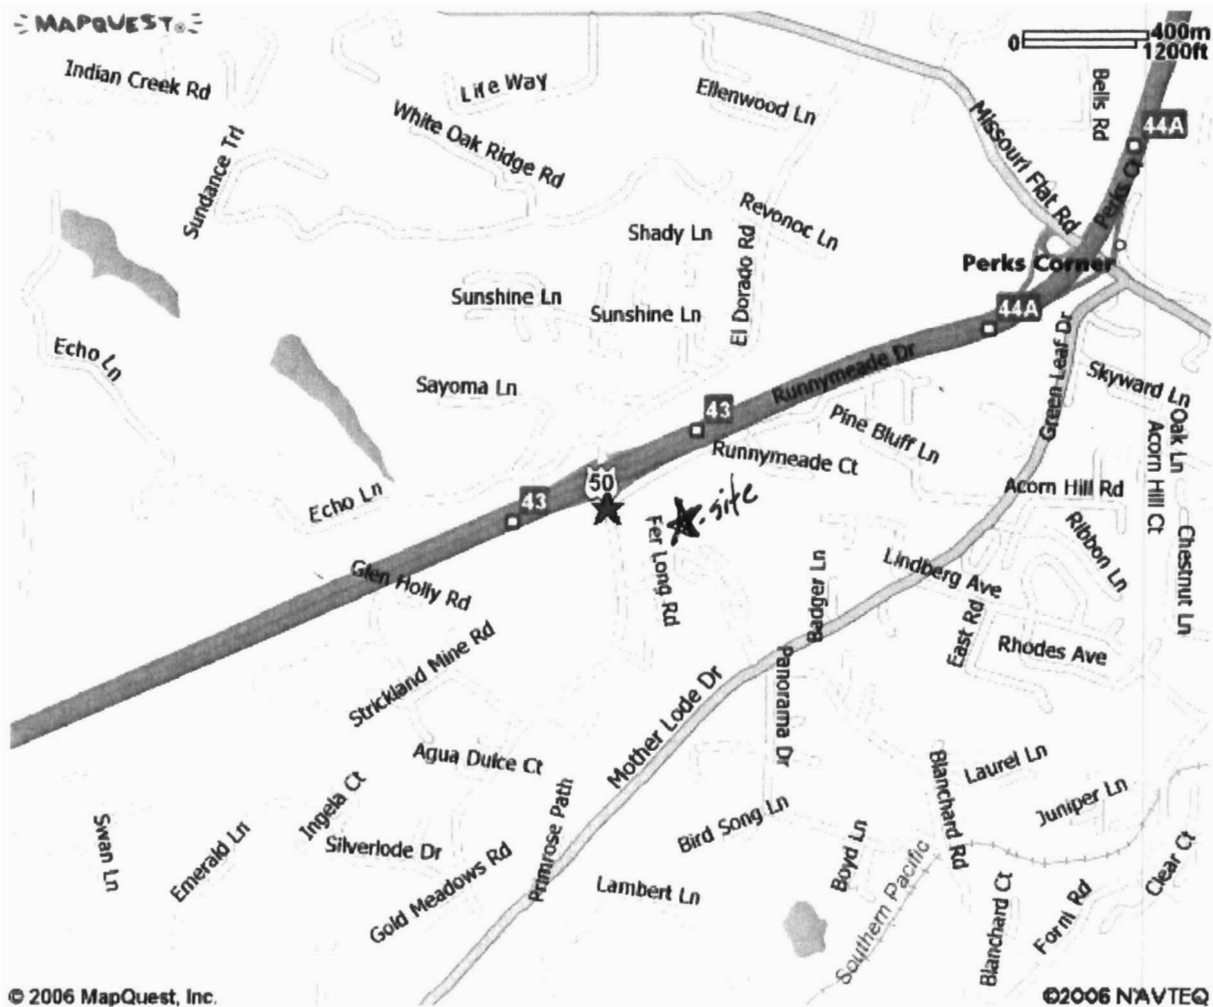 MAPQUEST®
400m
0
1200ft
Indian Creek Rd
Life Way
Ellenwood Ln
Bells Rd
White Oak Ridge Rd
Missouri Flat Rd
44A
Sundance Trl
Perks Ct
Revonoc Ln
Shady Ln
El Dorado Rd
Perks Corner
Sunshine Ln
Sunshine Ln
44A
Echo Ln
Runnymeade Dr
Green Leaf Dr
Skyward Ln
Sayoma Ln
43
Pine Bluff Ln
Oak Ln
Acorn Hill Ct
Runnymeade Ct
50
Echo Ln
43
site
Acorn Hill Rd
Fer Long Rd
Ribbon Ln
Chestnut Ln
Glen Holly Rd
Lindberg Ave
Badger Ln
East Rd
Rhodes Ave
Strickland Mine Rd
Mother Lode Dr
Panorama Dr
Agua Dulce Ct
Laurel Ln
Blanchard Rd
Juniper Ln
Ingela Ct
Primrose Path
Bird Song Ln
Swan Ln
Emerald Ln
Silverlode Dr
Boyd Ln
Clear Ct
Gold Meadows Rd
Lambert Ln
Southern Pacific
Blanchard Ct
Forni Rd
© 2006 MapQuest, Inc.
©2006 NAVTEQ